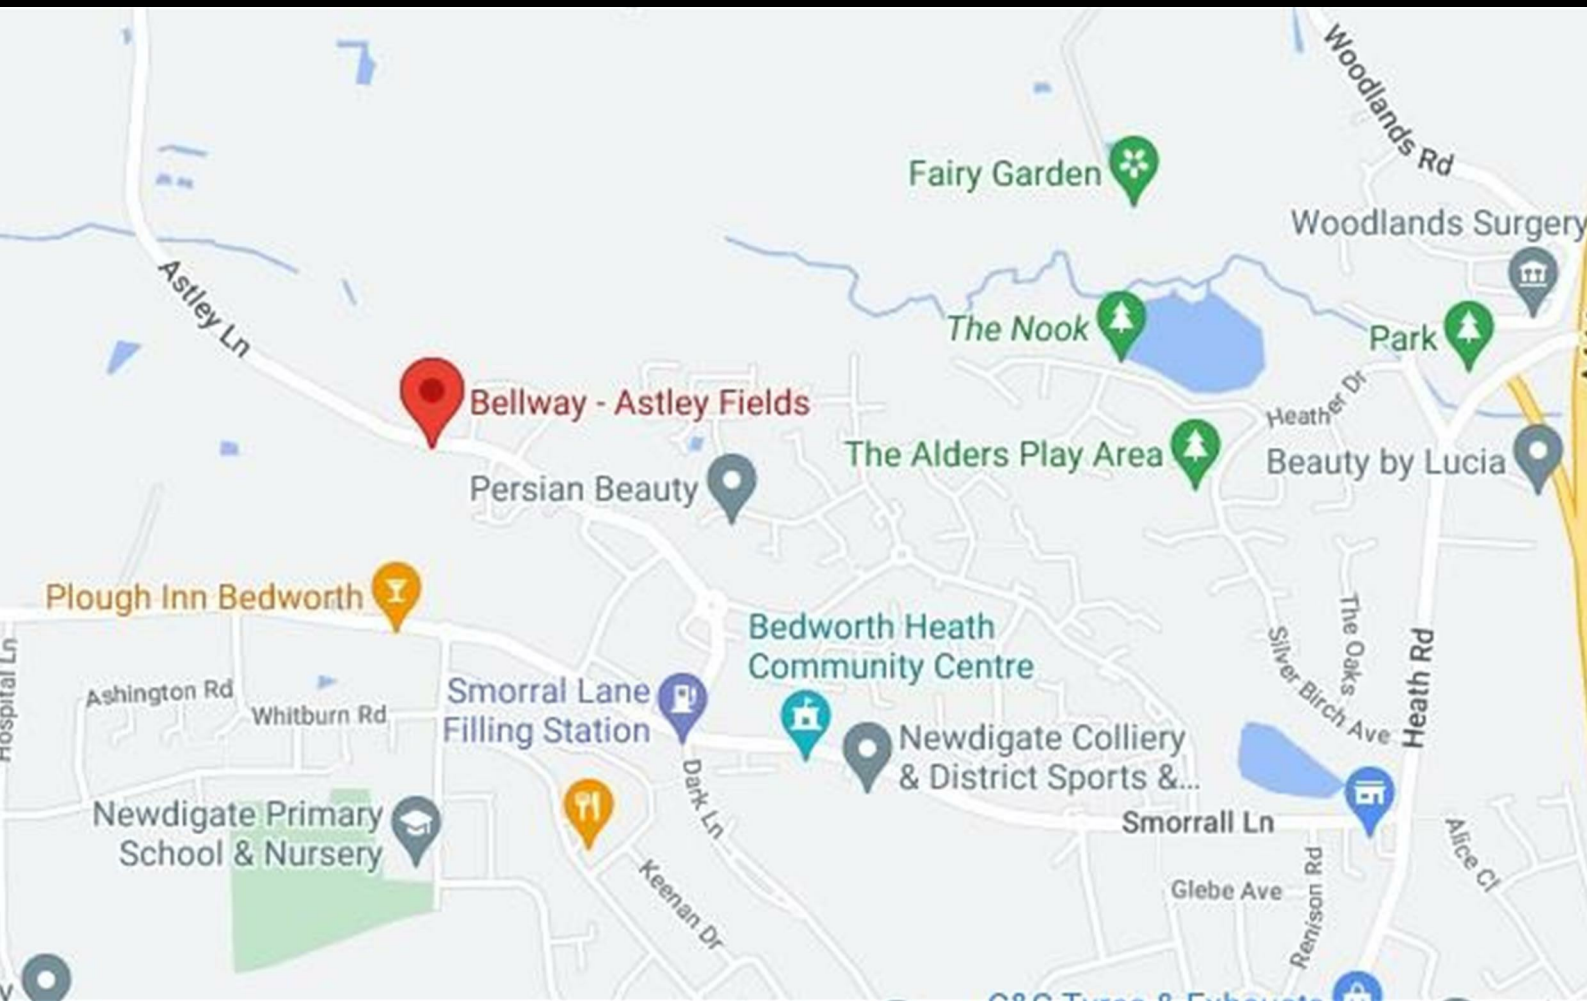 Woodlands Rd
Fairy Garden
Woodlands Surgery
Astley Ln
The Nook
Park
Bellway - Astley Fields
Heather Dr
The Alders Play Area
Beauty by Lucia
Persian Beauty
Plough Inn Bedworth
Bedworth Heath
Community Centre
The Oaks
Silver Birch Ave
Heath Rd
Hospital Ln
Ashington Rd
Whitburn Rd
Smorral Lane
Filling Station
Newdigate Colliery
& District Sports &...
Dark Ln
Newdigate Primary
School & Nursery
Smorrall Ln
Alice Cl
Keenan Dr
Glebe Ave
Renison Rd